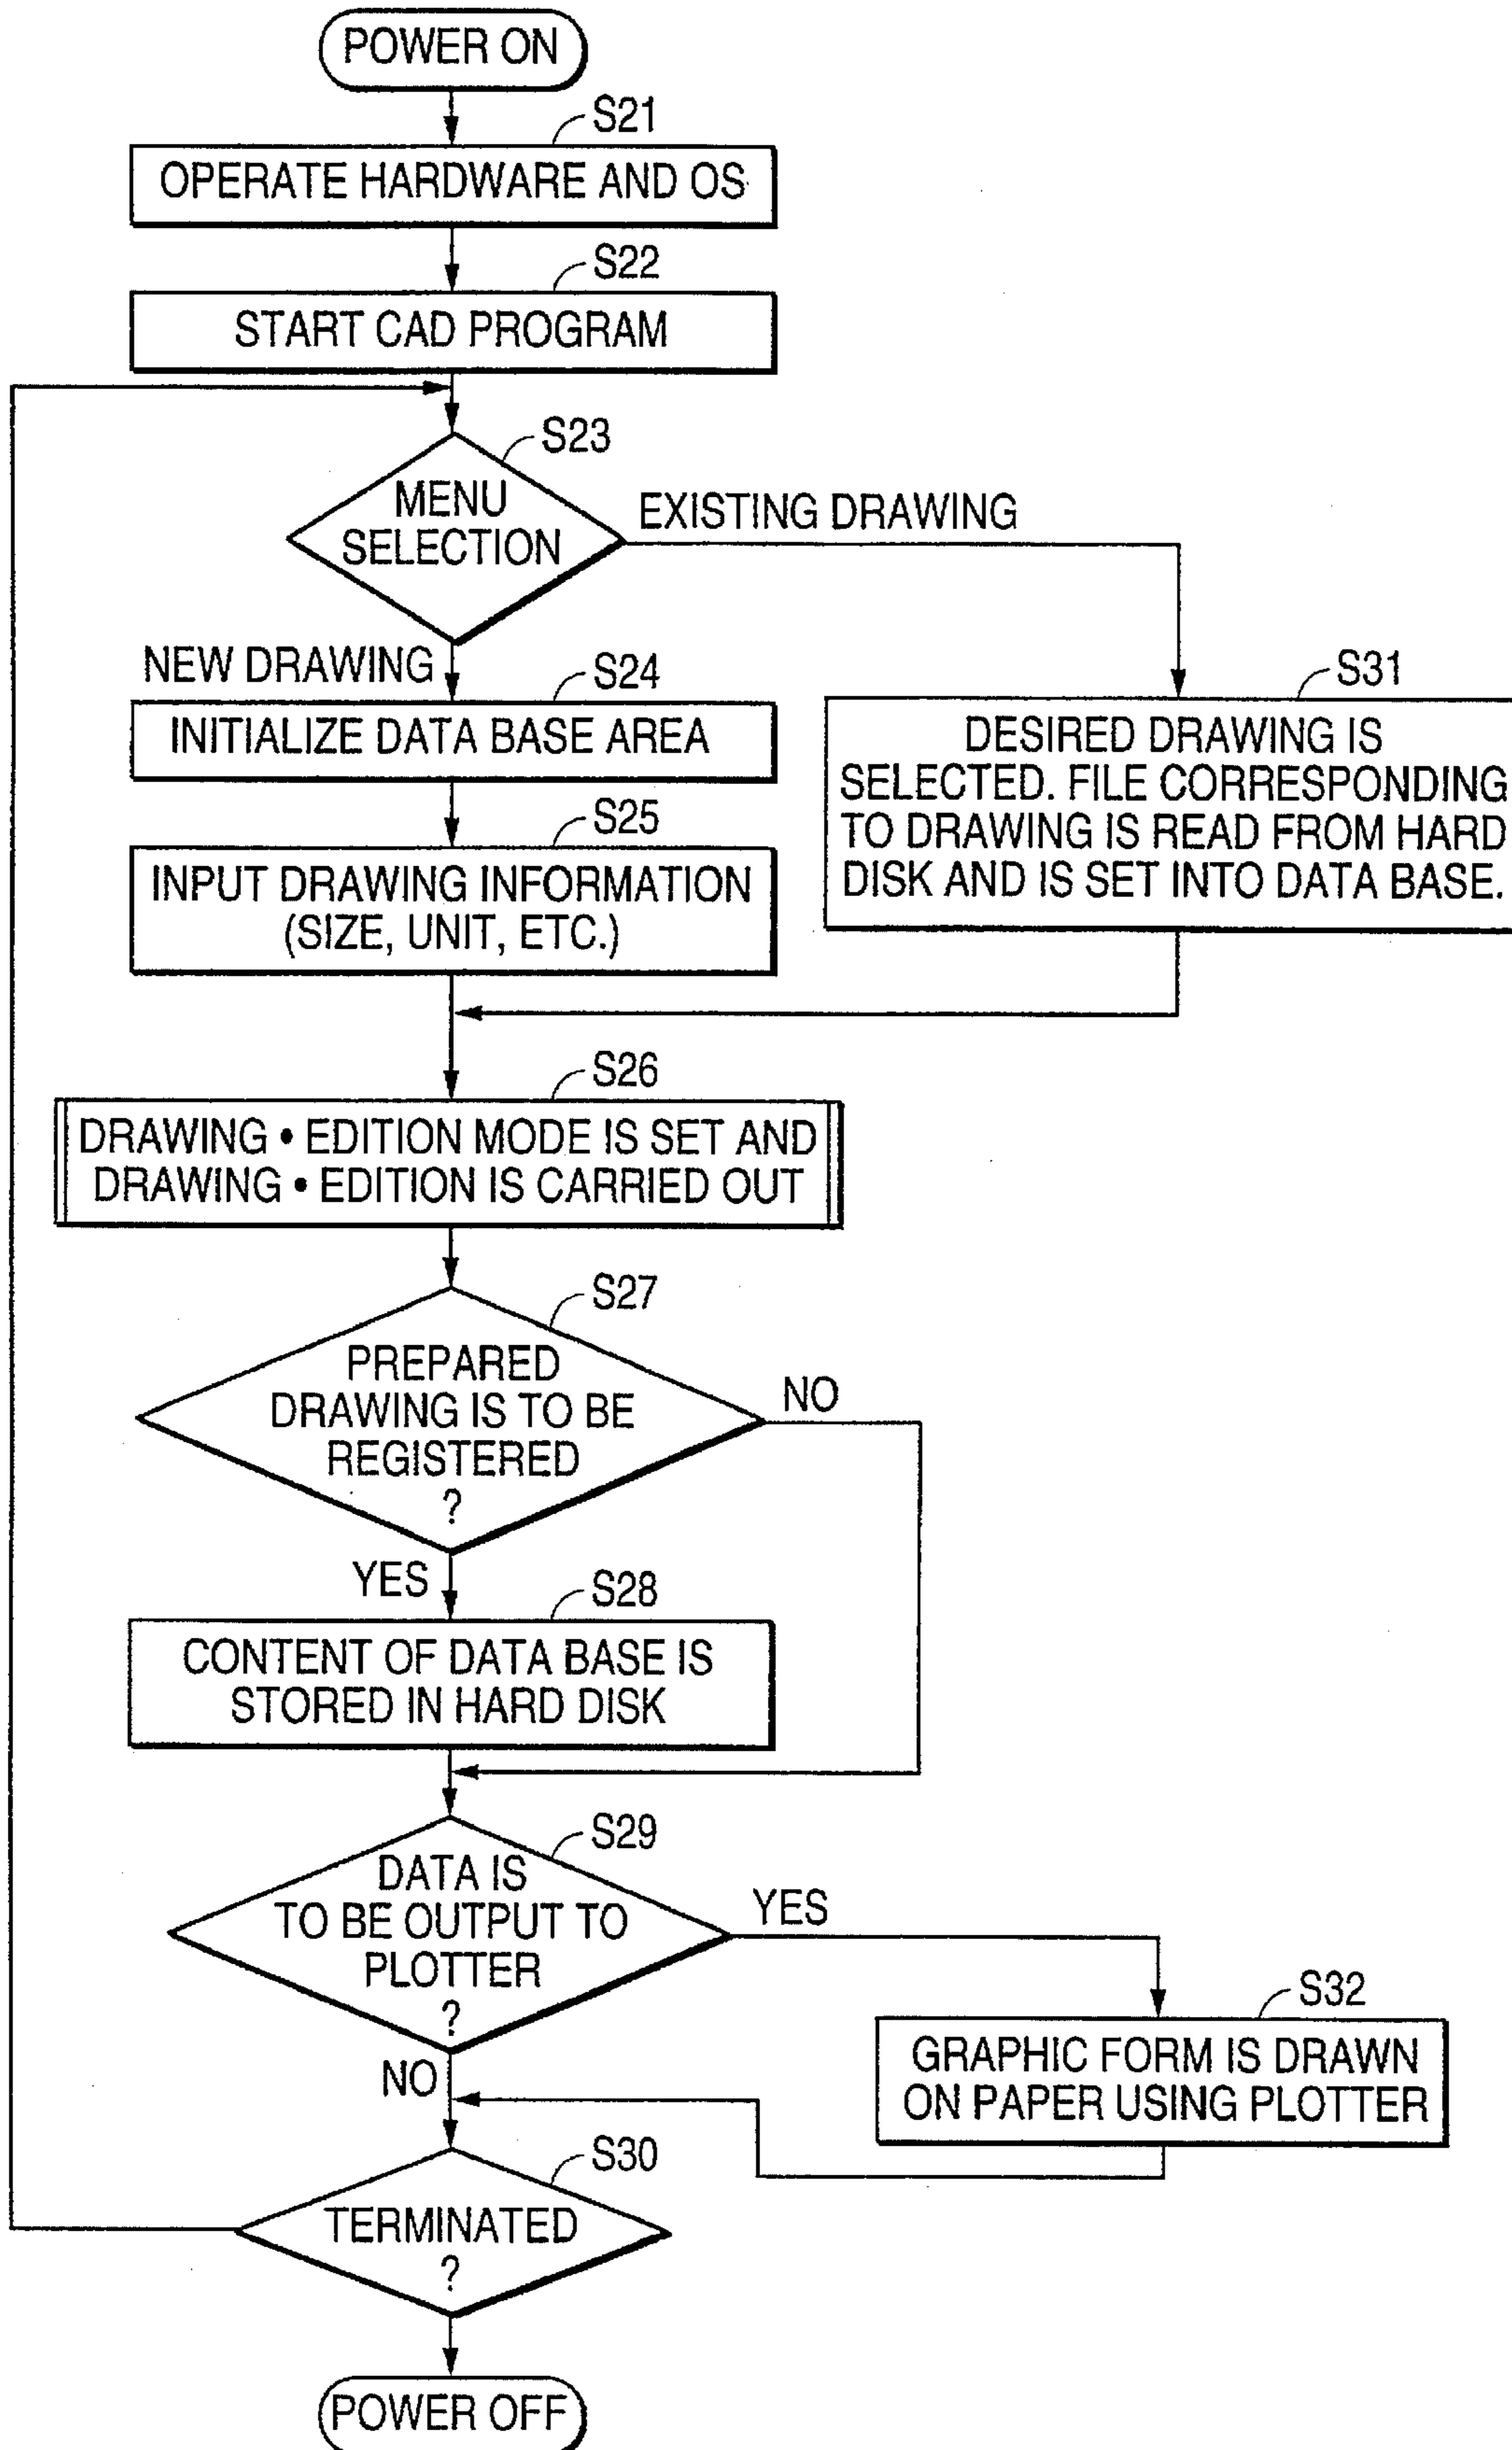 POWER ON
S21
OPERATE HARDWARE AND OS
S22
START CAD PROGRAM
S23
MENU
SELECTION
EXISTING DRAWING
NEW DRAWING
S24
INITIALIZE DATA BASE AREA
S31
DESIRED DRAWING IS
SELECTED. FILE CORRESPONDING
TO DRAWING IS READ FROM HARD
DISK AND IS SET INTO DATA BASE.
S25
INPUT DRAWING INFORMATION
(SIZE, UNIT, ETC.)
S26
DRAWING • EDITION MODE IS SET AND
DRAWING • EDITION IS CARRIED OUT
S27
PREPARED
DRAWING IS TO BE
REGISTERED
?
NO
YES
S28
CONTENT OF DATA BASE IS
STORED IN HARD DISK
S29
DATA IS
TO BE OUTPUT TO
PLOTTER
?
YES
S32
GRAPHIC FORM IS DRAWN
ON PAPER USING PLOTTER
NO
S30
TERMINATED
?
POWER OFF